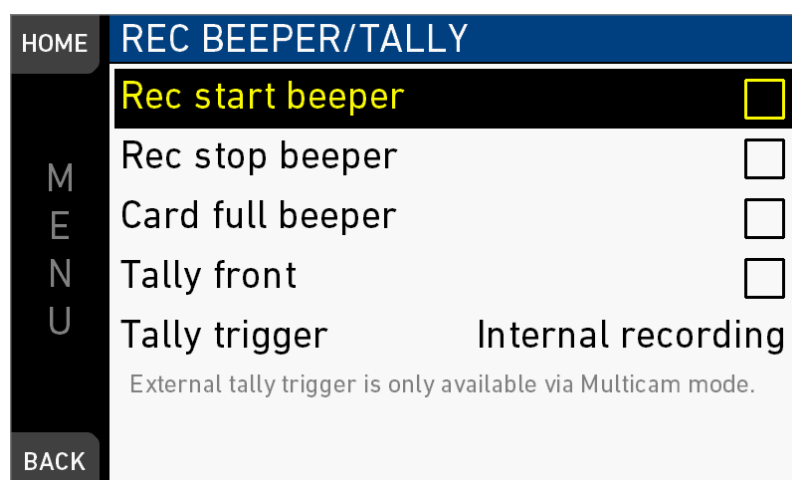 HOME
REC BEEPER/TALLY
Rec start beeper
Rec stop beeper
Card full beeper
Tally front
Tally trigger Internal recording
External tally trigger is only available via Multicam mode.
MENU
BACK